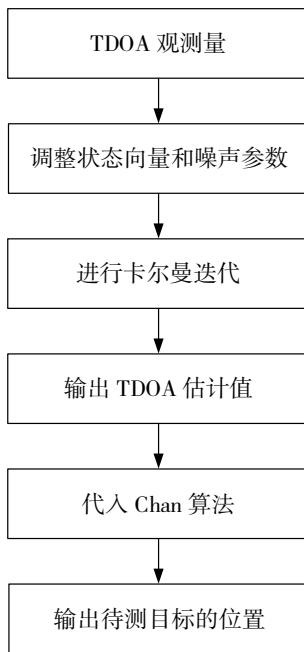 TDOA 观测量
调整状态向量和噪声参数
进行卡尔曼迭代
输出 TDOA 估计值
代入 Chan 算法
输出待测目标的位置